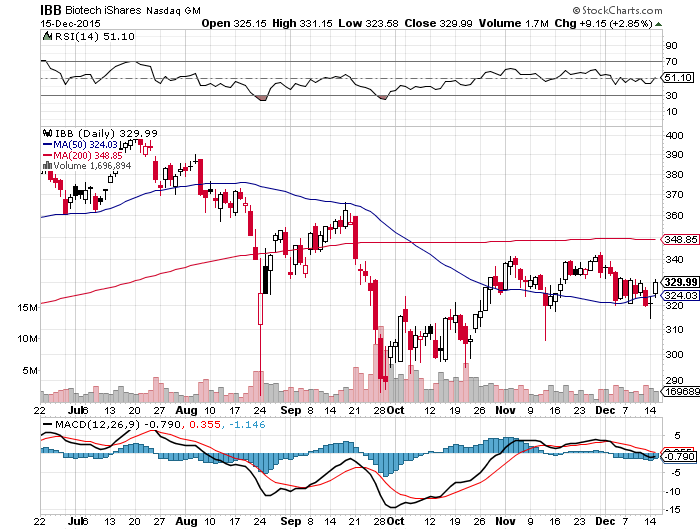 IBB Biotech iShares Nasdaq GM
© StockCharts.com
15-Dec-2015
Open 325.15 High 331.15 Low 323.58 Close 329.99 Volume 1.7M Chg +9.15 (+2.85%)
RSI(14) 51.10
90
70
51.10
30
10
IBB (Daily) 329.99
MA(50) 324.03
MA(200) 348.85
Volume 1,696,894
400
390
380
370
360
348.85
340
329.99
324.03
320
310
300
290
15M
10M
5M
169689
22 Jul6 13 20 27 Aug 10 17 24 Sep 8 14 21 28 Oct 12 19 26 Nov 9 16 23 Dec 7 14
MACD(12,26,9) -0.790, 0.355, -1.146
5
-0.790
-5
-10
-15
22 Jul6 13 20 27 Aug 10 17 24 Sep 8 14 21 28 Oct 12 19 26 Nov 9 16 23 Dec 7 14